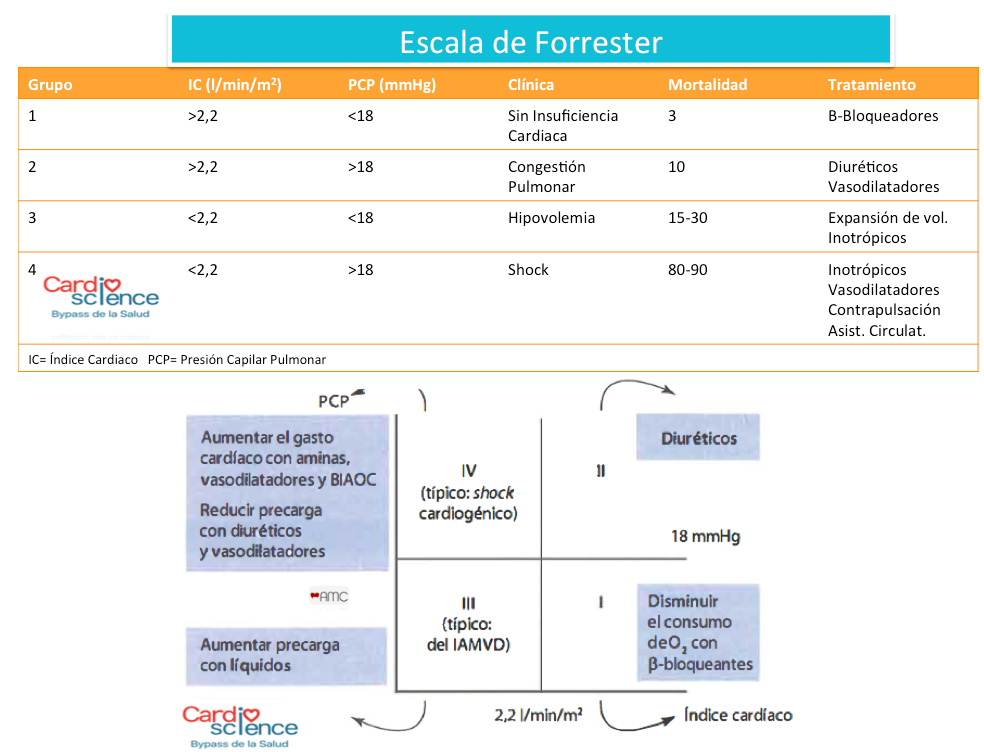 Escala de Forrester
Grupo IC (l/min/m²) PCP (mmHg) Clínica Mortalidad Tratamiento
1 >2,2 <18 Sin Insuficiencia 3 B-Bloqueadores
Cardiaca
2 >2,2 >18 Congestión 10 Diuréticos
Pulmonar Vasodilatadores
3 <2,2 <18 Hipovolemia 15-30 Expansión de vol.
Inotrópicos
4 <2,2 >18 Shock 80-90 Inotrópicos
Vasodilatadores
Contrapulsación
Asist. Circulat.
Cardio
science
Bypass de la Salud
IC= Índice Cardiaco PCP= Presión Capilar Pulmonar
PCP
Aumentar el gasto
cardíaco con aminas,
vasodilatadores y BIAOC
Reducir precarga
con diuréticos
y vasodilatadores
IV
(típico: shock
cardiogénico)
II
Diuréticos
18 mmHg
AMC
Aumentar precarga
con líquidos
III
(típico:
del IAMVD)
I
Disminuir
el consumo
de O₂ con
β-bloqueantes
2,2 l/min/m²
Índice cardíaco
Cardio
science
Bypass de la Salud